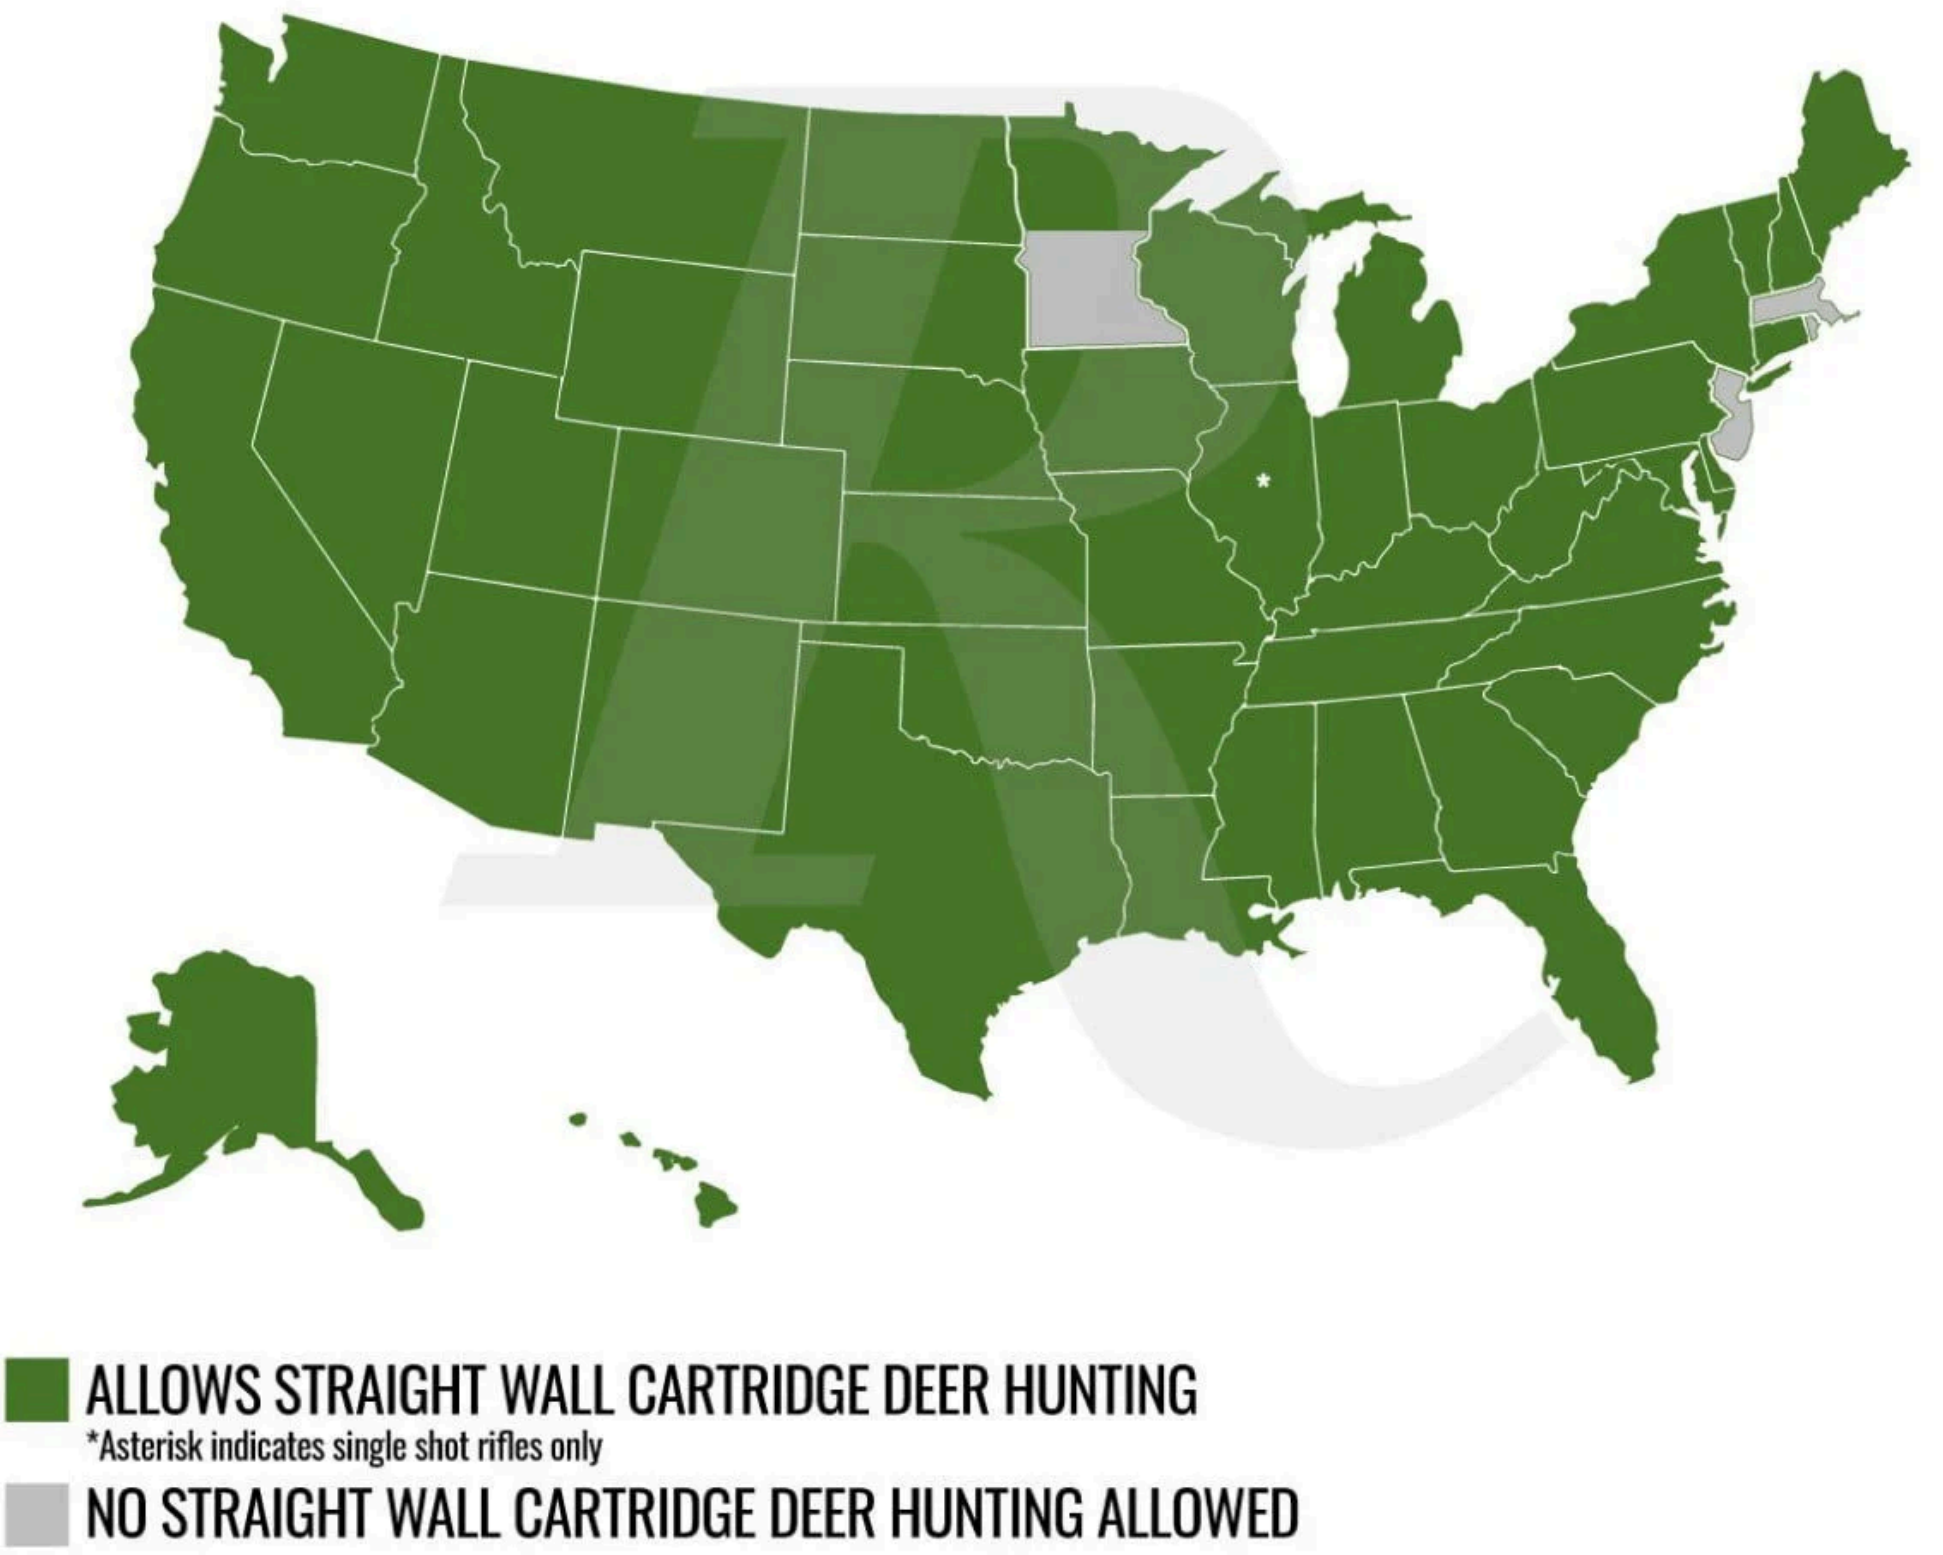 *
ALLOWS STRAIGHT WALL CARTRIDGE DEER HUNTING
*Asterisk indicates single shot rifles only
NO STRAIGHT WALL CARTRIDGE DEER HUNTING ALLOWED